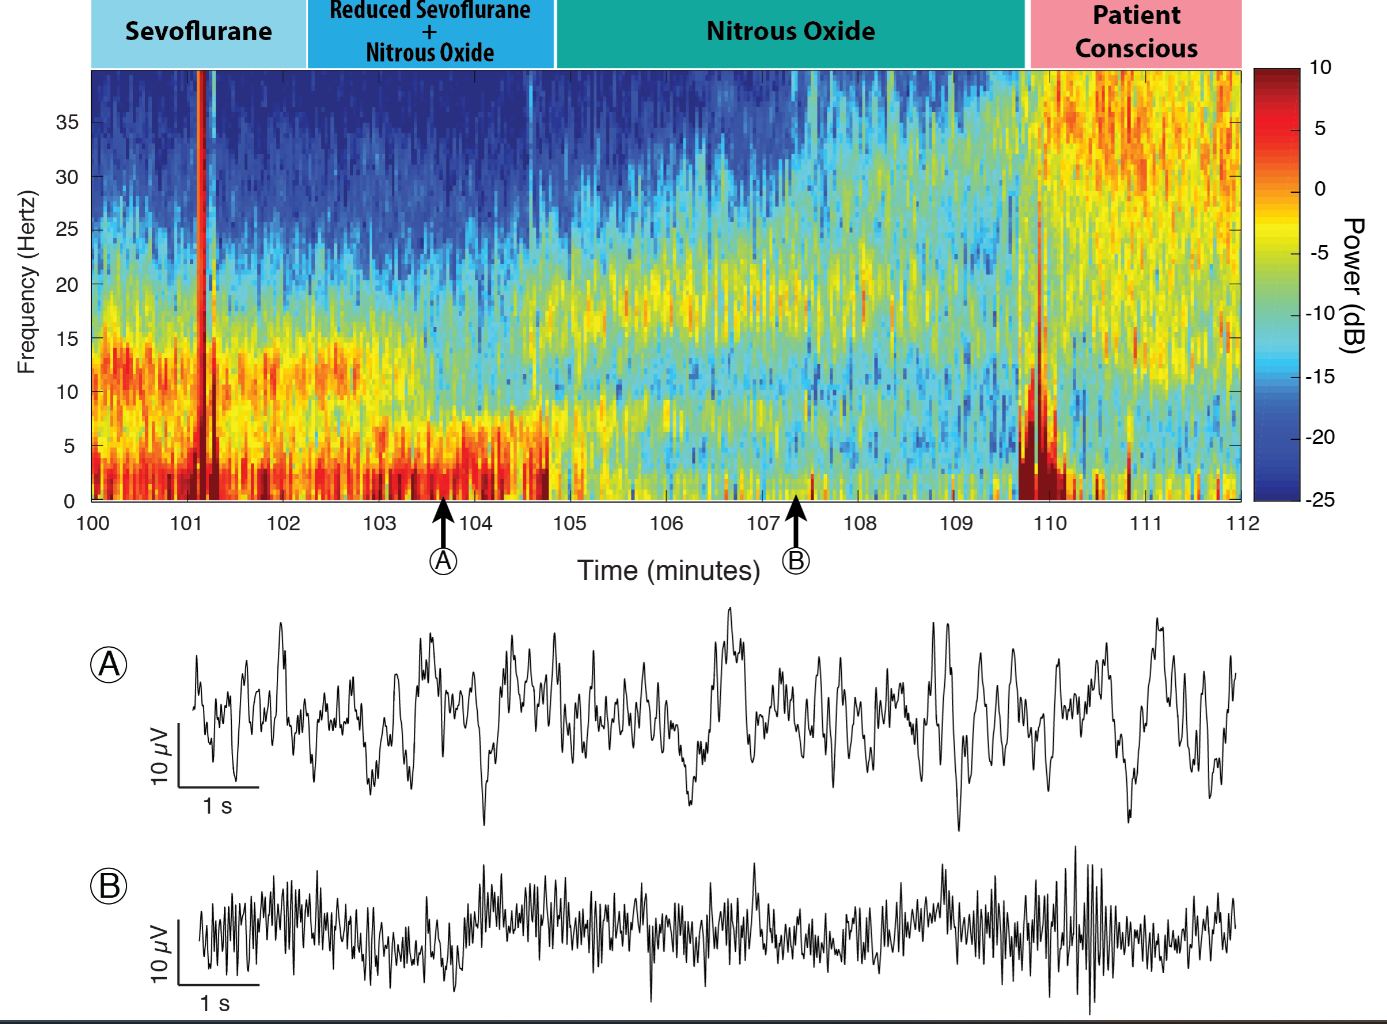 Sevoflurane
Reduced Sevoflurane
+
Nitrous Oxide
Nitrous Oxide
Patient
Conscious
Frequency (Hertz)
35
30
25
20
15
10
5
0
100 101 102 103 104 105 106 107 108 109 110 111 112
A B
Time (minutes)
10
5
0
-5
-10
-15
-20
-25
Power (dB)
A
10 µV
1 s
B
10 µV
1 s